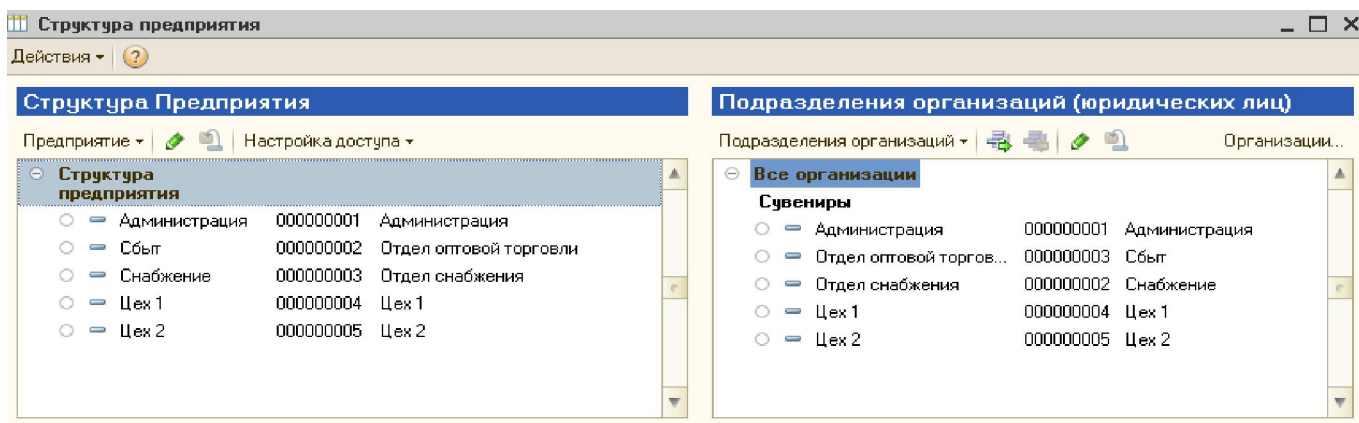 Структура предприятия
Действия
Структура Предприятия
Предприятие
Настройка доступа
Структура
предприятия
Администрация 000000001 Администрация
Сбыт 000000002 Отдел оптовой торговли
Снабжение 000000003 Отдел снабжения
Цех 1 000000004 Цех 1
Цех 2 000000005 Цех 2
Подразделения организаций (юридических лиц)
Подразделения организаций
Организации...
Все организации
Сувениры
Администрация 000000001 Администрация
Отдел оптовой торгов... 000000003 Сбыт
Отдел снабжения 000000002 Снабжение
Цех 1 000000004 Цех 1
Цех 2 000000005 Цех 2